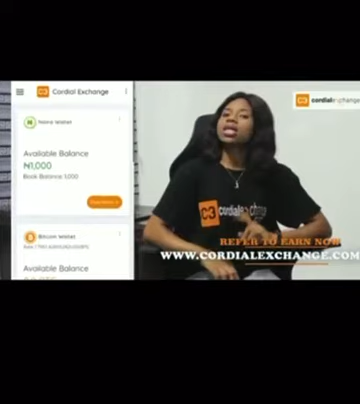 Cordial Exchange
Naira Wallet
Available Balance
₦1,000
Book Balance: 1,000
Bitcoin Wallet
Available Balance
cordialexchange
cordialexchange
REFER TO EARN NOW
WWW.CORDIALEXCHANGE.COM